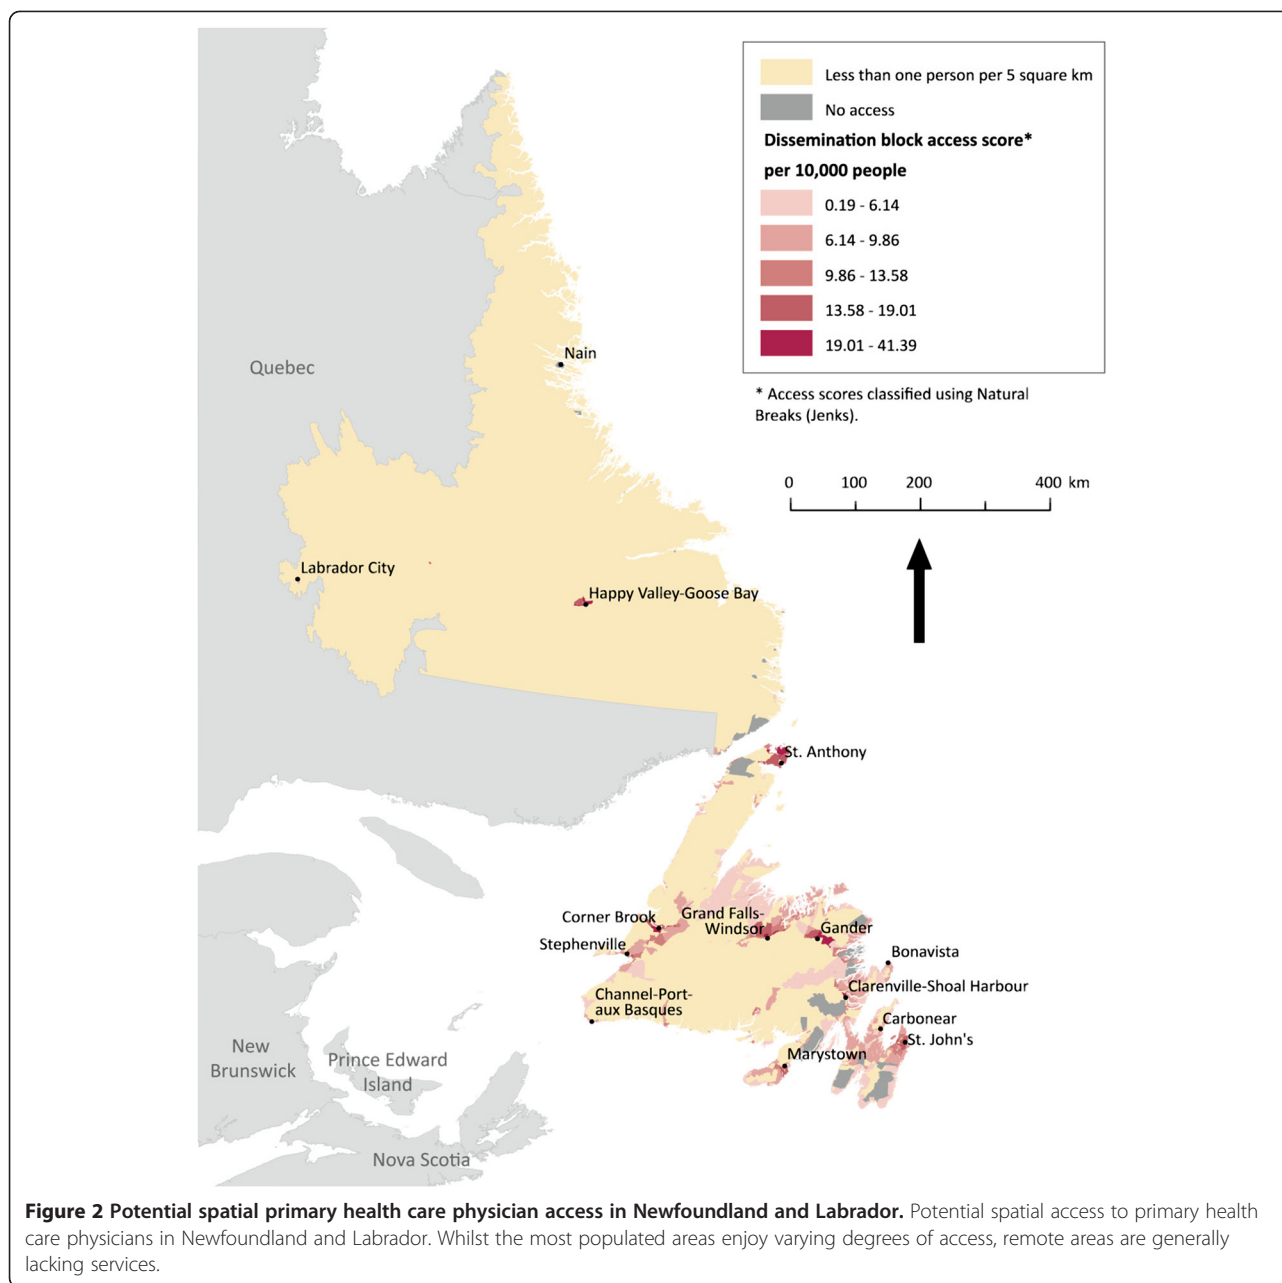 Less than one person per 5 square km
No access
Dissemination block access score*
per 10,000 people
0.19 - 6.14
6.14 - 9.86
9.86 - 13.58
13.58 - 19.01
19.01 - 41.39
* Access scores classified using Natural
Breaks (Jenks).
0 100 200 400 km
Nain
Quebec
Labrador City
Happy Valley-Goose Bay
St. Anthony
Corner Brook
Grand Falls-
Windsor
Gander
Stephenville
Bonavista
Clarenville-Shoal Harbour
Channel-Port-
aux Basques
Carbonear
St. John's
Marystown
New
Brunswick
Prince Edward
Island
Nova Scotia
Figure 2 Potential spatial primary health care physician access in Newfoundland and Labrador. Potential spatial access to primary health
care physicians in Newfoundland and Labrador. Whilst the most populated areas enjoy varying degrees of access, remote areas are generally
lacking services.